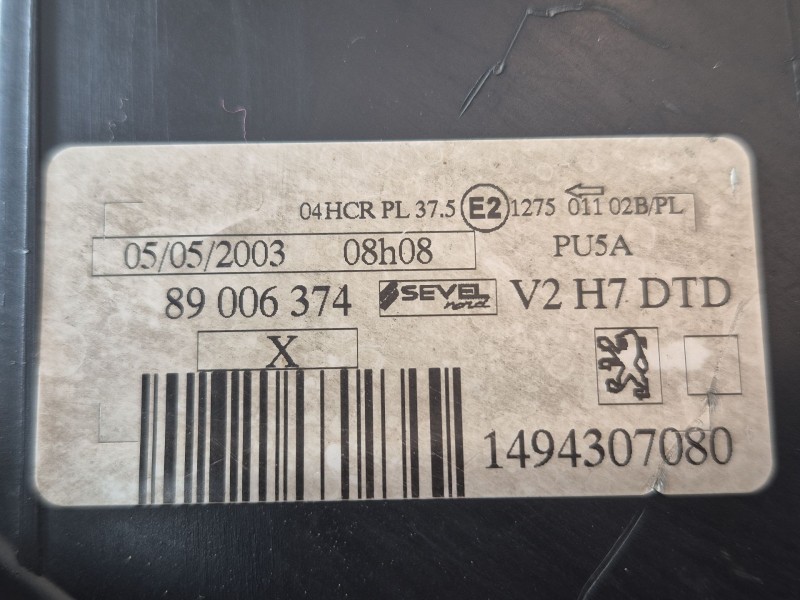 04HCR PL 37.5 E2 1275 011 02B/PL
05/05/2003 08h08 PU5A
89 006 374 SEVEL nord V2 H7 DTD
X
1494307080